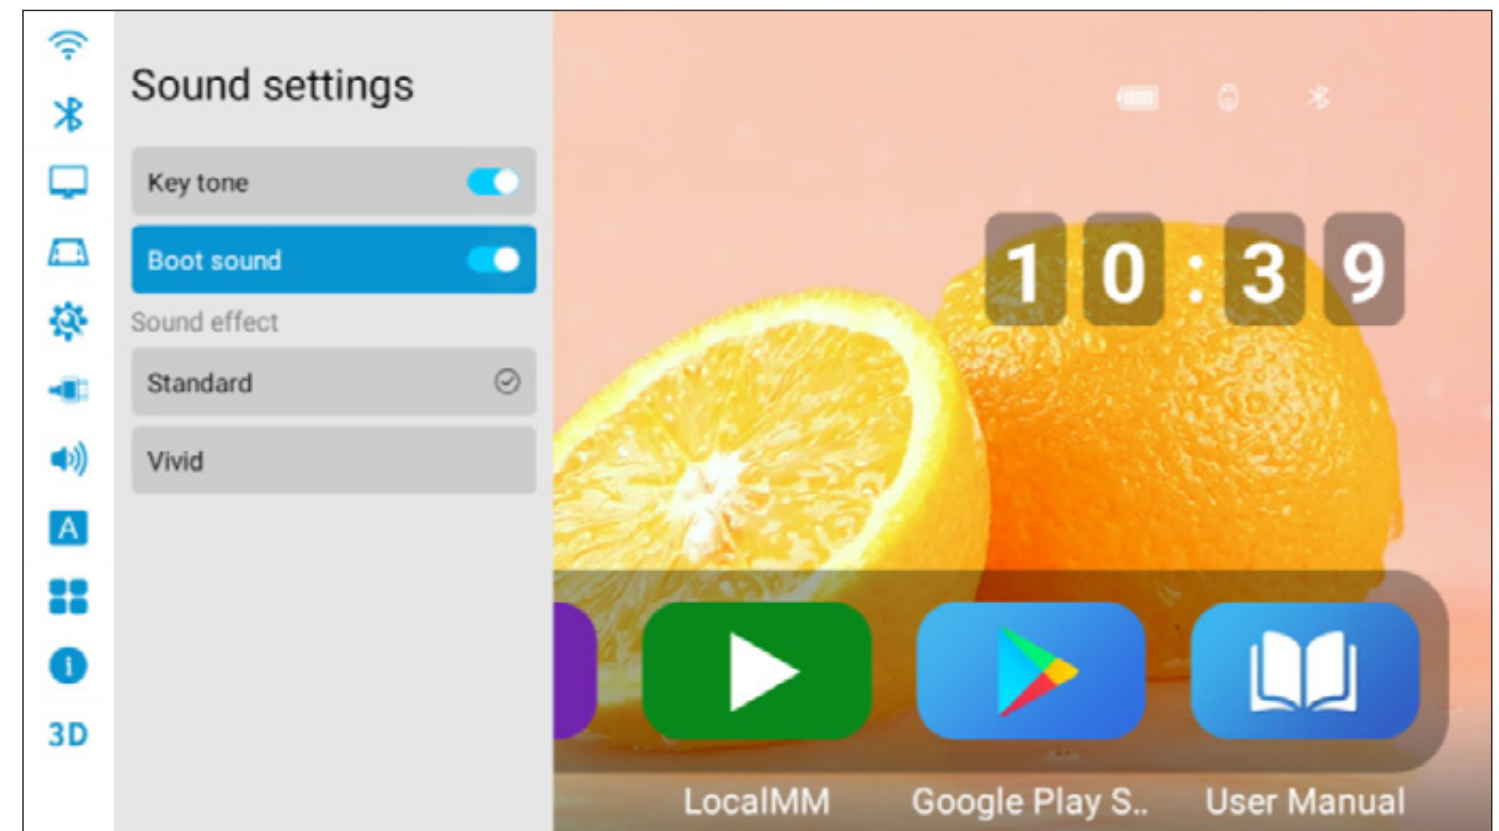 Sound settings
Key tone
Boot sound
Sound effect
Standard
Vivid
A
i
3D
10:39
LocalMM
Google Play S..
User Manual